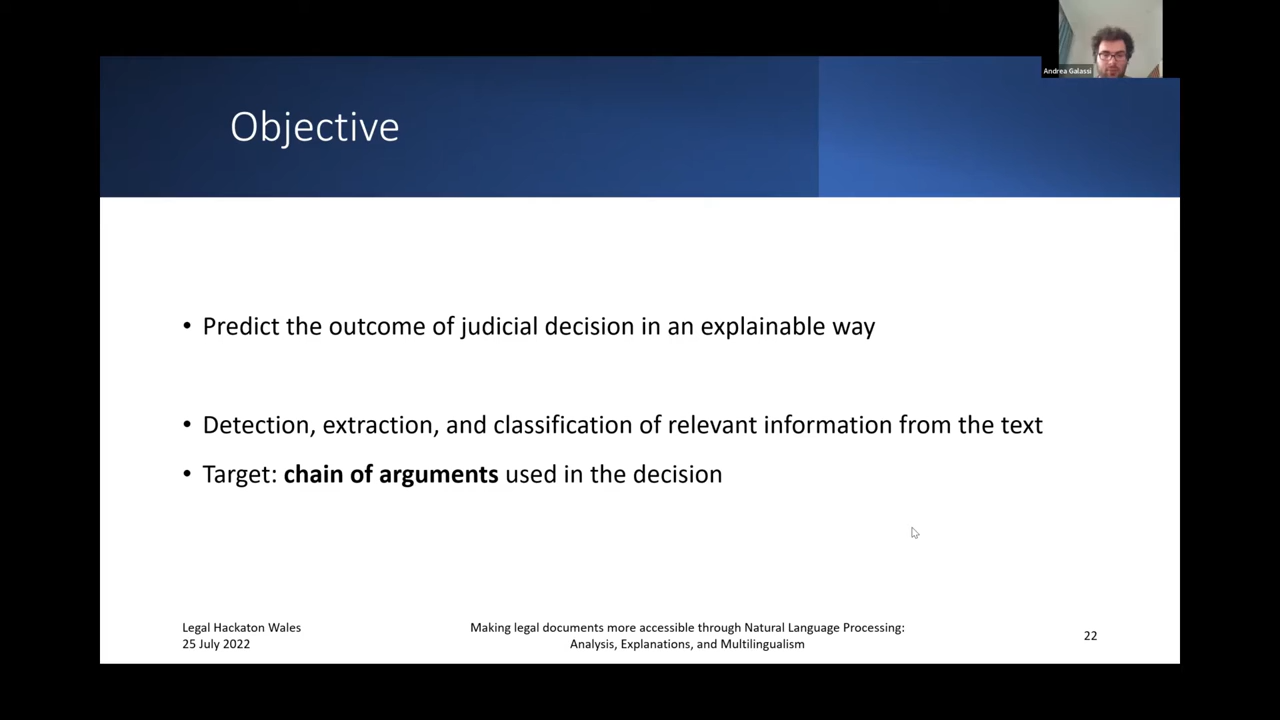 Andrea Galassi
Objective
• Predict the outcome of judicial decision in an explainable way
• Detection, extraction, and classification of relevant information from the text
• Target: chain of arguments used in the decision
Legal Hackaton Wales
25 July 2022
Making legal documents more accessible through Natural Language Processing:
Analysis, Explanations, and Multilingualism
22